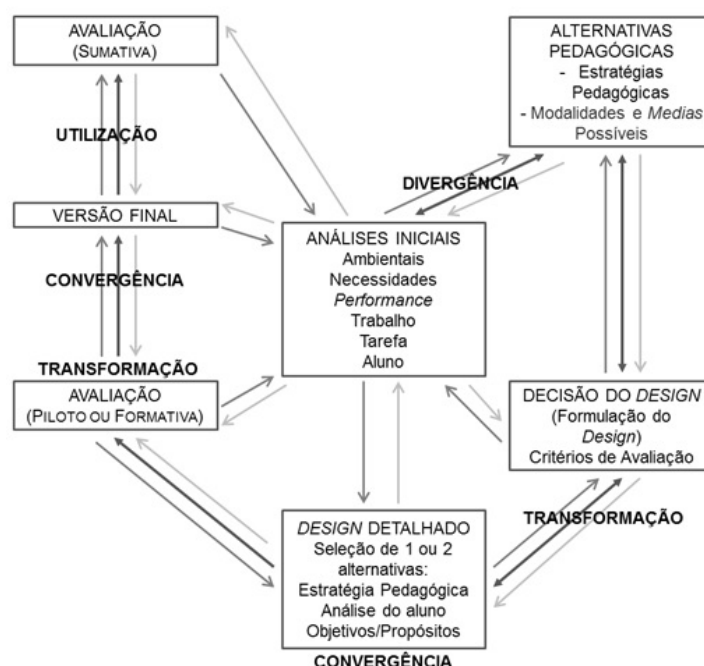 AVALIAÇÃO
(SUMATIVA)
UTILIZAÇÃO
VERSÃO FINAL
CONVERGÊNCIA
TRANSFORMAÇÃO
AVALIAÇÃO
(PILOTO OU FORMATIVA)
ALTERNATIVAS
PEDAGÓGICAS
- Estratégias
Pedagógicas
- Modalidades e Medias
Possíveis
DIVERGÊNCIA
ANÁLISES INICIAIS
Ambientais
Necessidades
Performance
Trabalho
Tarefa
Aluno
DECISÃO DO DESIGN
(Formulação do
Design)
Critérios de Avaliação
TRANSFORMAÇÃO
DESIGN DETALHADO
Seleção de 1 ou 2
alternativas:
Estratégia Pedagógica
Análise do aluno
Objetivos/Propósitos
CONVERGÊNCIA